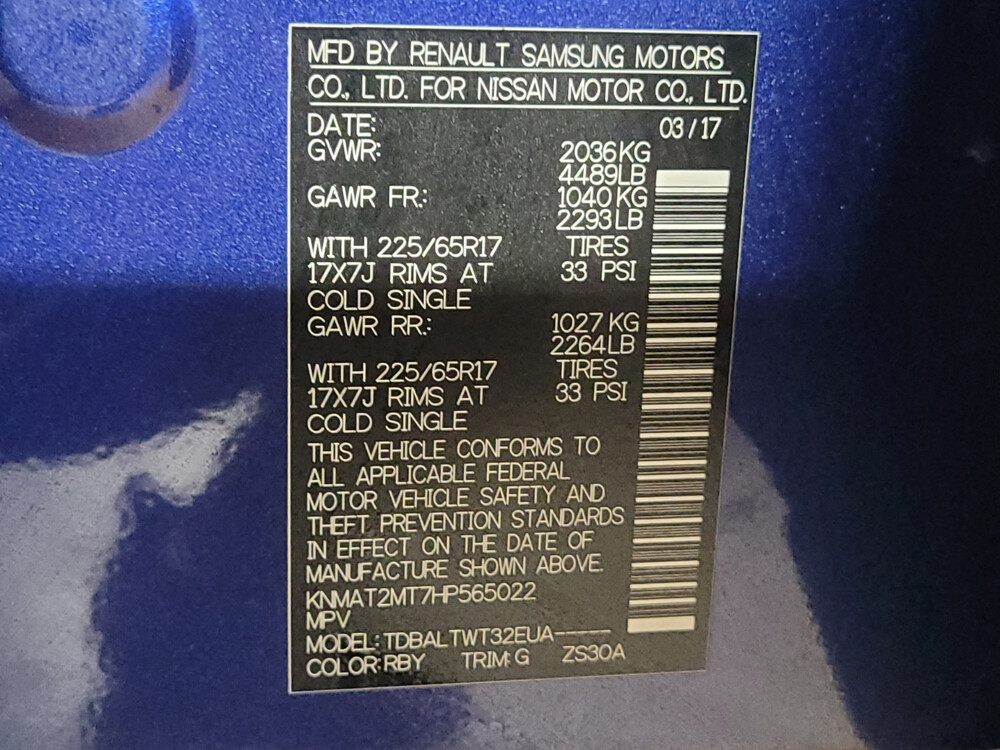 MFD BY RENAULT SAMSUNG MOTORS
CO., LTD. FOR NISSAN MOTOR CO., LTD.
DATE: 03/17
GVWR: 2036KG
4489LB
GAWR FR.: 1040KG
2293LB
WITH 225/65R17 TIRES
17X7J RIMS AT 33 PSI
COLD SINGLE
GAWR RR.: 1027KG
2264LB
WITH 225/65R17 TIRES
17X7J RIMS AT 33 PSI
COLD SINGLE
THIS VEHICLE CONFORMS TO
ALL APPLICABLE FEDERAL
MOTOR VEHICLE SAFETY AND
THEFT PREVENTION STANDARDS
IN EFFECT ON THE DATE OF
MANUFACTURE SHOWN ABOVE.
KNMAT2MT7HP565022
MPV
MODEL: TDBALTWT32EUA-----
COLOR:RBY TRIM:G ZS30A